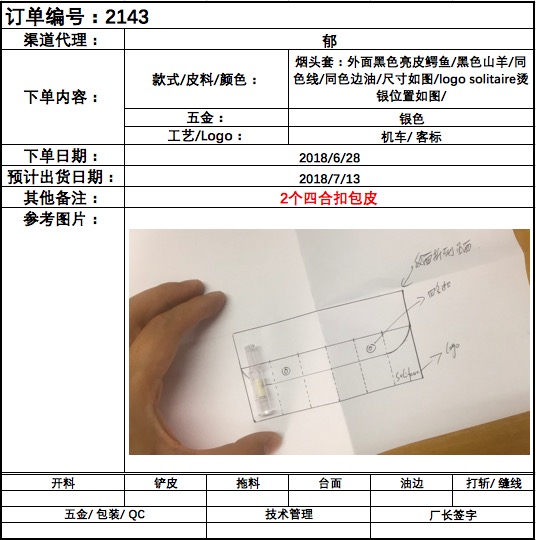 订单编号：2143
渠道代理： 郁
下单内容：
款式/皮料/颜色：
烟头套：外面黑色亮皮鳄鱼/黑色山羊/同
色线/同色边油/尺寸如图/logo solitaire烫
银位置如图/
五金： 银色
工艺/Logo： 机车/ 客标
下单日期： 2018/6/28
预计出货日期： 2018/7/13
其他备注： 2个四合扣包皮
参考图片：
四合扣
logo
开料 铲皮 拖料 台面 油边 打斩/ 缝线
五金/ 包装/ QC 技术管理 厂长签字